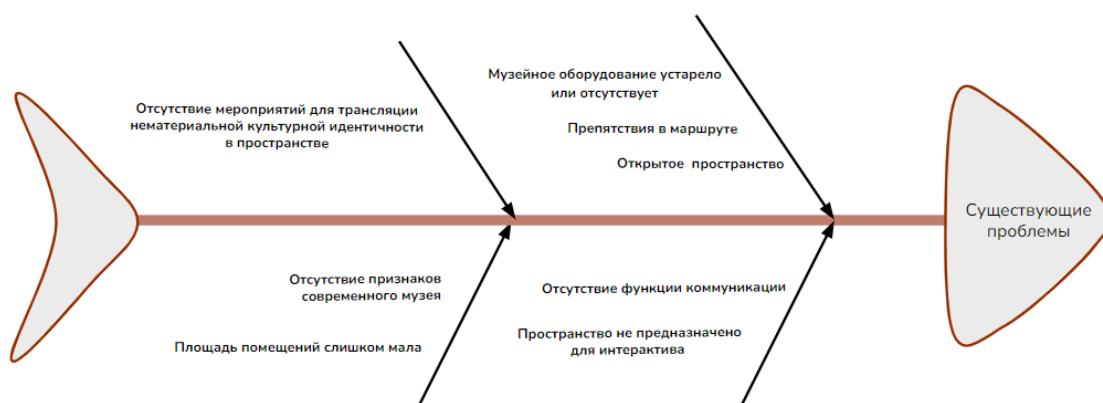 Отсутствие мероприятий для трансляции
нематериальной культурной идентичности
в пространстве
Музейное оборудование устарело
или отсутствует
Препятствия в маршруте
Открытое пространство
Существующие
проблемы
Отсутствие признаков
современного музея
Площадь помещений слишком мала
Отсутствие функции коммуникации
Пространство не предназначено
для интерактива